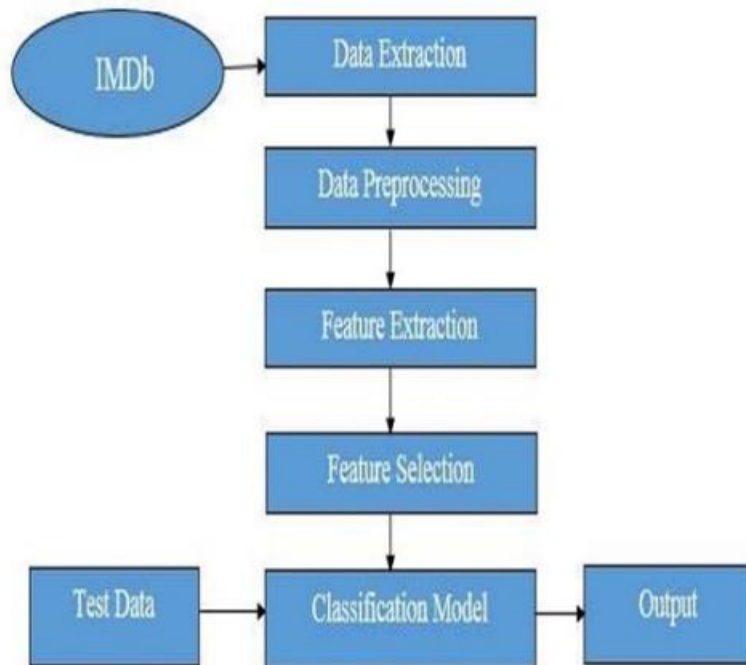 IMDb
Data Extraction
Data Preprocessing
Feature Extraction
Feature Selection
Test Data
Classification Model
Output